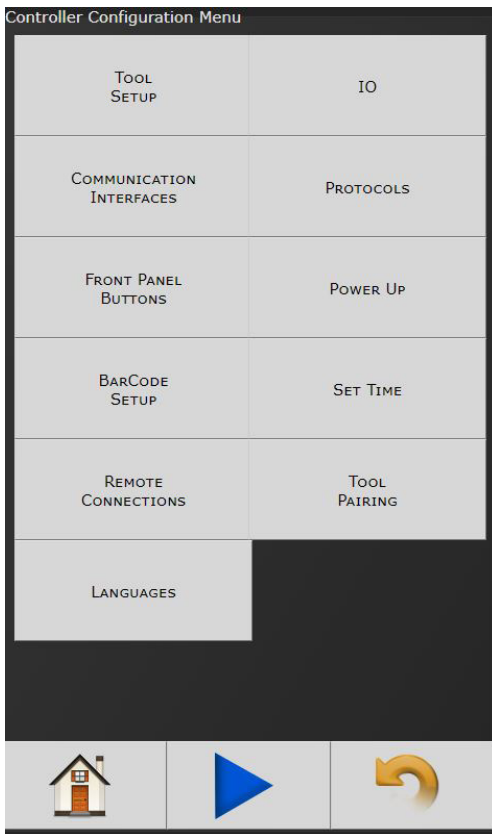 Controller Configuration Menu
Tool
Setup
IO
Communication
Interfaces
Protocols
Front Panel
Buttons
Power Up
BarCode
Setup
Set Time
Remote
Connections
Tool
Pairing
Languages